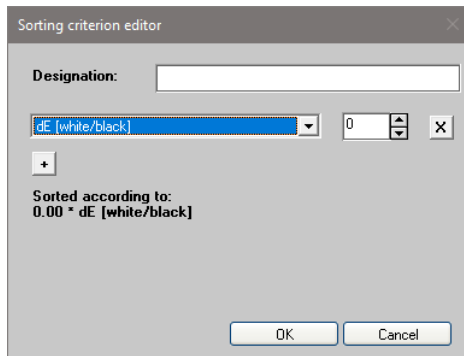 Sorting criterion editor
Designation:
dE [white/black]
0
X
+
Sorted according to:
0.00 * dE [white/black]
OK
Cancel